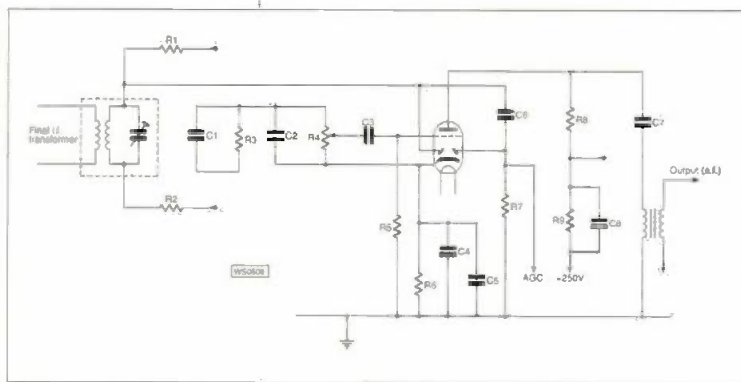 R1
Final i.f.
transformer
C1
R3
C2
R4
C3
C6
R8
C7
Output (a.f.)
R2
R5
R7
R9
C8
WS0608
R6
C4
C5
AGC
+250V